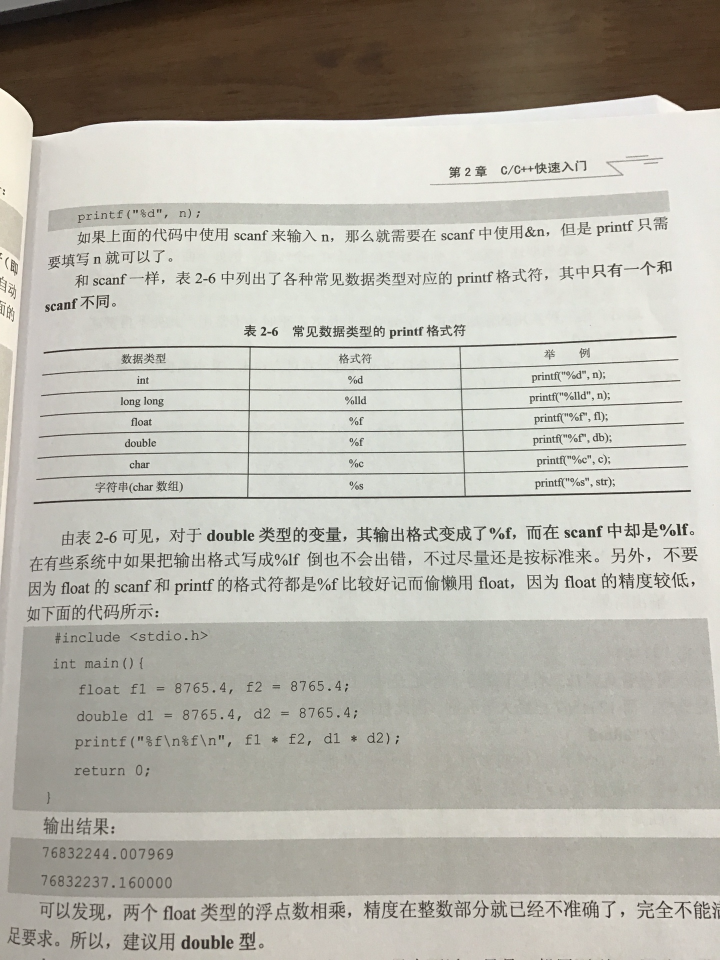 第 2 章 C/C++快速入门
printf("%d", n);
如果上面的代码中使用 scanf 来输入 n，那么就需要在 scanf 中使用&n，但是 printf 只需
要填写 n 就可以了。
和 scanf 一样，表 2-6 中列出了各种常见数据类型对应的 printf 格式符，其中只有一个和
scanf 不同。
表 2-6 常见数据类型的 printf 格式符
数据类型 格式符 举 例
int %d printf("%d", n);
long long %lld printf("%lld", n);
float %f printf("%f", fl);
double %f printf("%f", db);
char %c printf("%c", c);
字符串(char 数组) %s printf("%s", str);
由表 2-6 可见，对于 double 类型的变量，其输出格式变成了%f，而在 scanf 中却是%lf。
在有些系统中如果把输出格式写成%lf 倒也不会出错，不过尽量还是按标准来。另外，不要
因为 float 的 scanf 和 printf 的格式符都是%f 比较好记而偷懒用 float，因为 float 的精度较低，
如下面的代码所示：
#include <stdio.h>
int main(){
float f1 = 8765.4, f2 = 8765.4;
double d1 = 8765.4, d2 = 8765.4;
printf("%f\n%f\n", f1 * f2, d1 * d2);
return 0;
}
输出结果：
76832244.007969
76832237.160000
可以发现，两个 float 类型的浮点数相乘，精度在整数部分就已经不准确了，完全不能满
足要求。所以，建议用 double 型。
（即
自动
面的